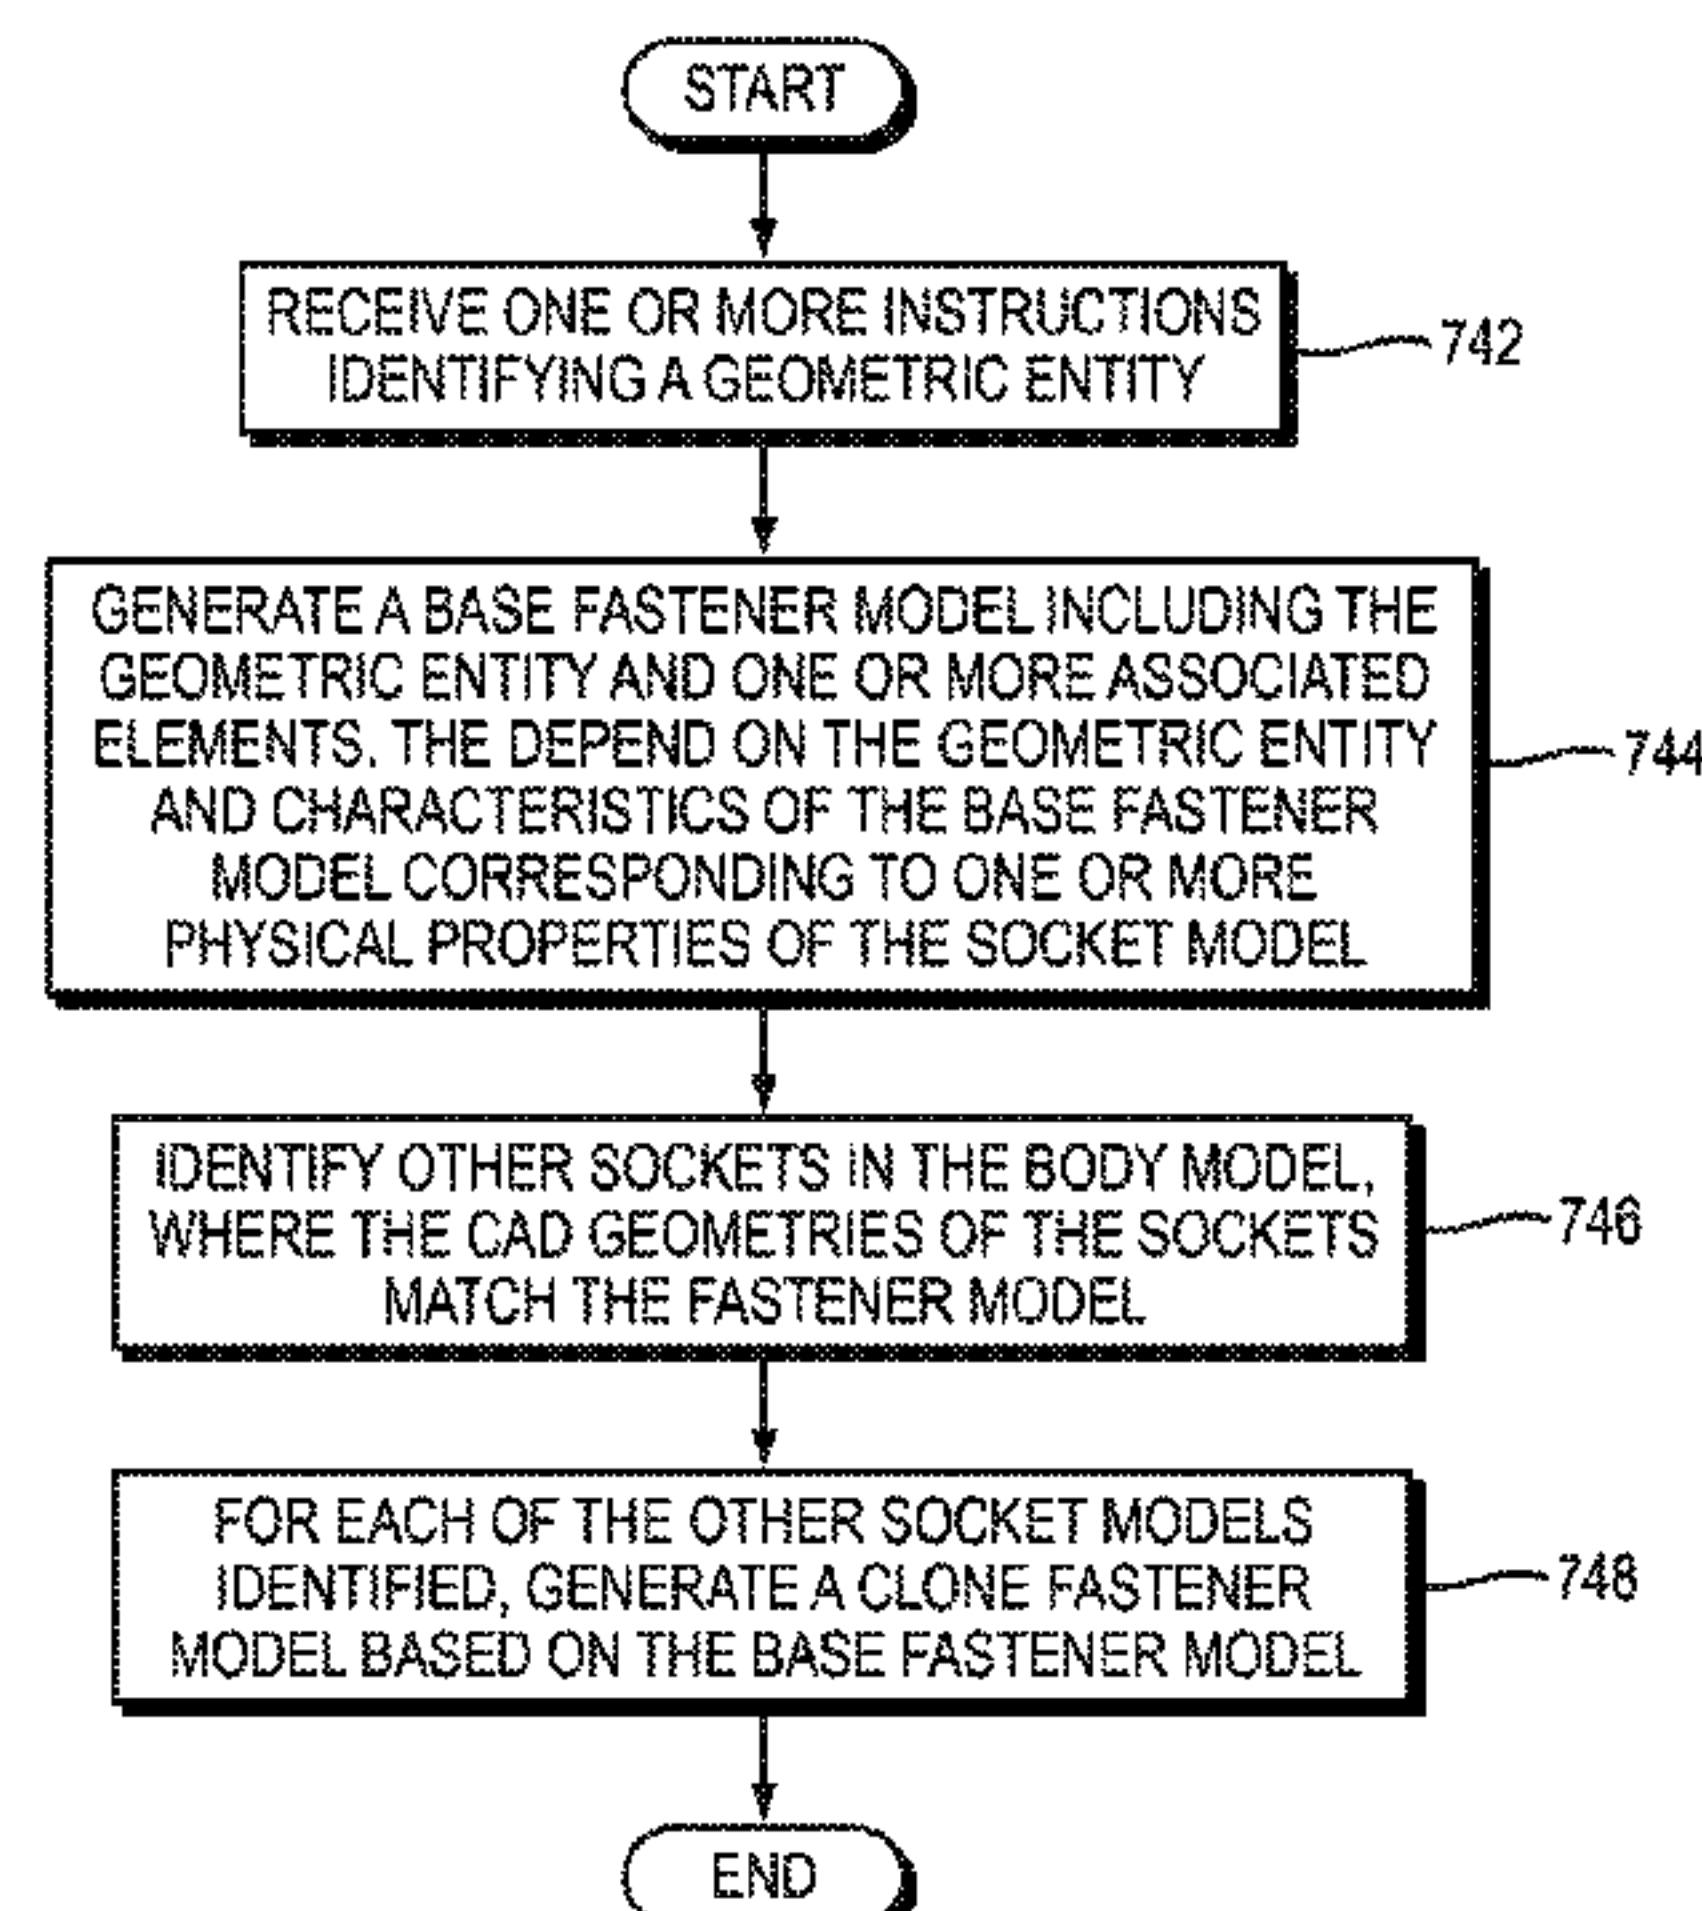 START
RECEIVE ONE OR MORE INSTRUCTIONS
IDENTIFYING A GEOMETRIC ENTITY
742
GENERATE A BASE FASTENER MODEL INCLUDING THE
GEOMETRIC ENTITY AND ONE OR MORE ASSOCIATED
ELEMENTS. THE DEPEND ON THE GEOMETRIC ENTITY
AND CHARACTERISTICS OF THE BASE FASTENER
MODEL CORRESPONDING TO ONE OR MORE
PHYSICAL PROPERTIES OF THE SOCKET MODEL
744
IDENTIFY OTHER SOCKETS IN THE BODY MODEL,
WHERE THE CAD GEOMETRIES OF THE SOCKETS
MATCH THE FASTENER MODEL
746
FOR EACH OF THE OTHER SOCKET MODELS
IDENTIFIED, GENERATE A CLONE FASTENER
MODEL BASED ON THE BASE FASTENER MODEL
748
END